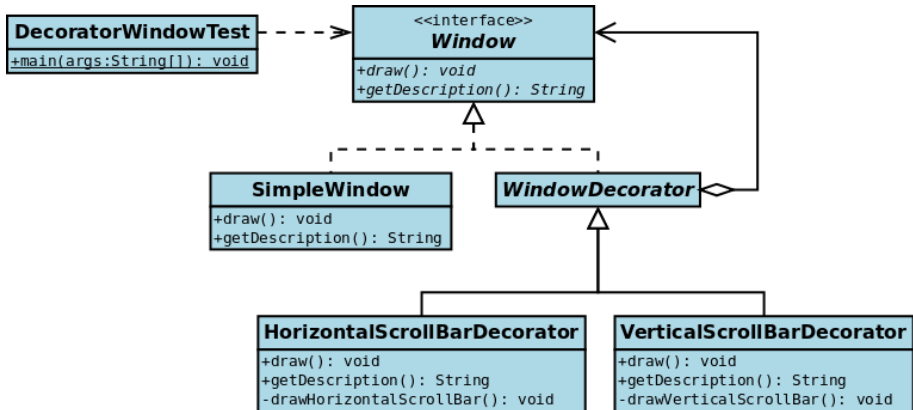 DecoratorWindowTest
+main(args:String[]): void
<<interface>>
Window
+draw(): void
+getDescription(): String
SimpleWindow
+draw(): void
+getDescription(): String
WindowDecorator
HorizontalScrollBarDecorator
+draw(): void
+getDescription(): String
-drawHorizontalScrollBar(): void
VerticalScrollBarDecorator
+draw(): void
+getDescription(): String
-drawVerticalScrollBar(): void